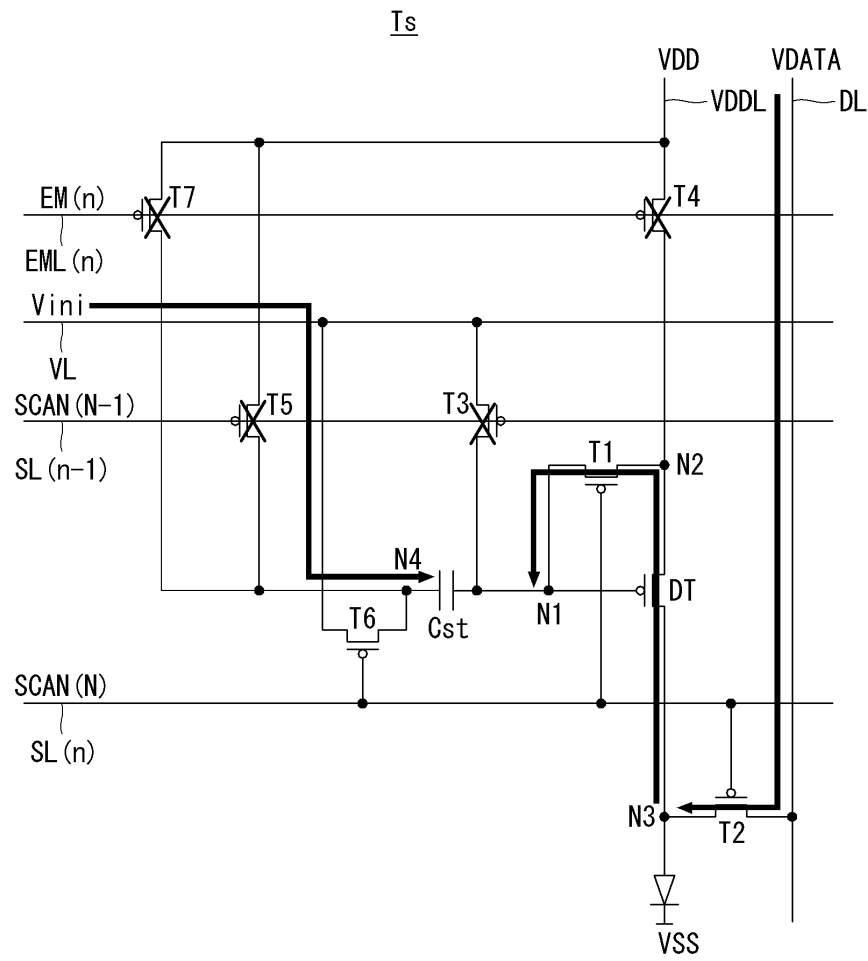 Ts
VDD VDATA
VDDL DL
EM(n) T7 T4
EML(n)
Vini
VL
SCAN(N-1) T5 T3
SL(n-1) T1 N2
N4
N1 DT
T6 Cst
SCAN(N)
SL(n)
N3 T2
VSS